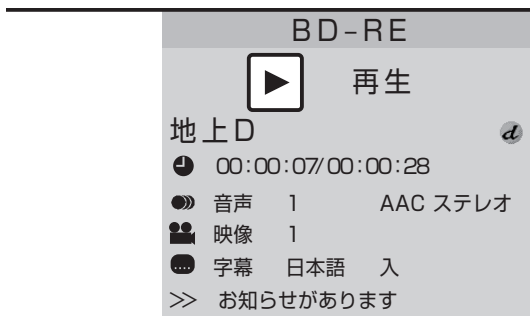 BD-RE
再生
地上D d
00:00:07/00:00:28
音声 1 AAC ステレオ
映像 1
字幕 日本語 入
>> お知らせがあります